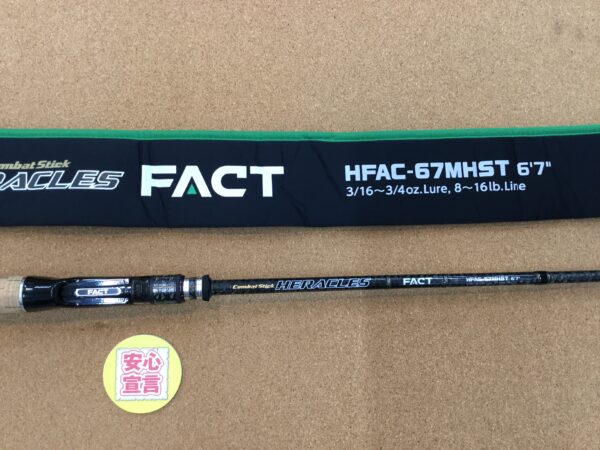 Combat Stick
RACLES FACT
HFAC-67MHST 6'7"
3/16~3/4oz.Lure, 8~16lb.Line
FACT
Combat Stick HERACLES FACT HFAC-67MHST 6'7"
安心
宣言